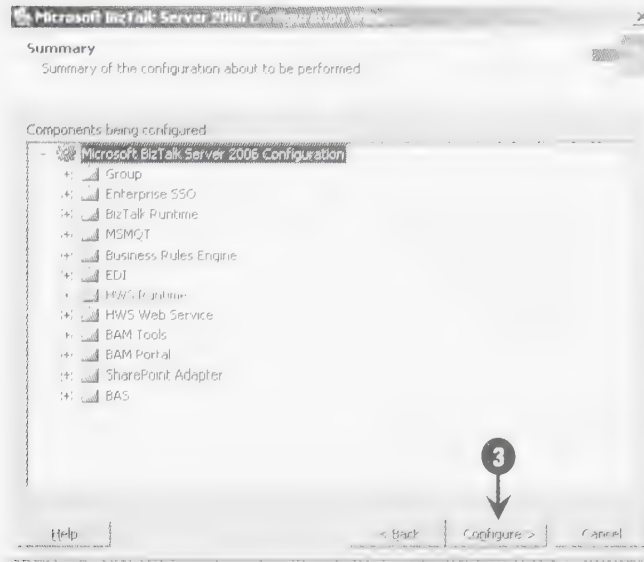 Microsoft BizTalk Server 2006 Configuration
Summary
Summary of the configuration about to be performed
Components being configured
- Microsoft BizTalk Server 2006 Configuration
+ Group
+ Enterprise SSO
+ BizTalk Runtime
+ MSMQT
+ Business Rules Engine
+ EDI
+ HWS Runtime
+ HWS Web Service
+ BAM Tools
+ BAM Portal
+ SharePoint Adapter
+ BAS
3
Help
< Back
Configure >
Cancel